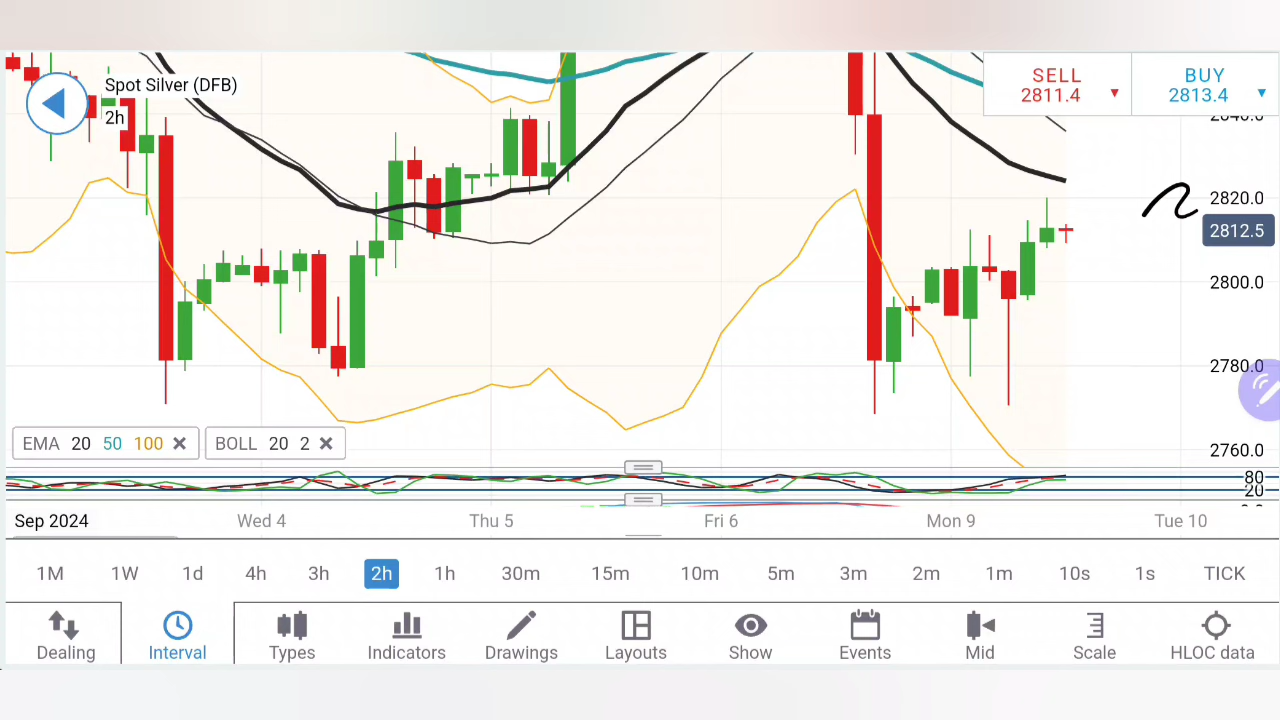 Spot Silver (DFB)
2h
SELL
2811.4
BUY
2813.4
2840.0
2820.0
2812.5
2800.0
2780.0
2760.0
EMA 20 50 100
BOLL 20 2
80
20
Sep 2024
Wed 4
Thu 5
Fri 6
Mon 9
Tue 10
1M 1W 1d 4h 3h 2h 1h 30m 15m 10m 5m 3m 2m 1m 10s 1s TICK
Dealing Interval Types Indicators Drawings Layouts Show Events Mid Scale HLOC data